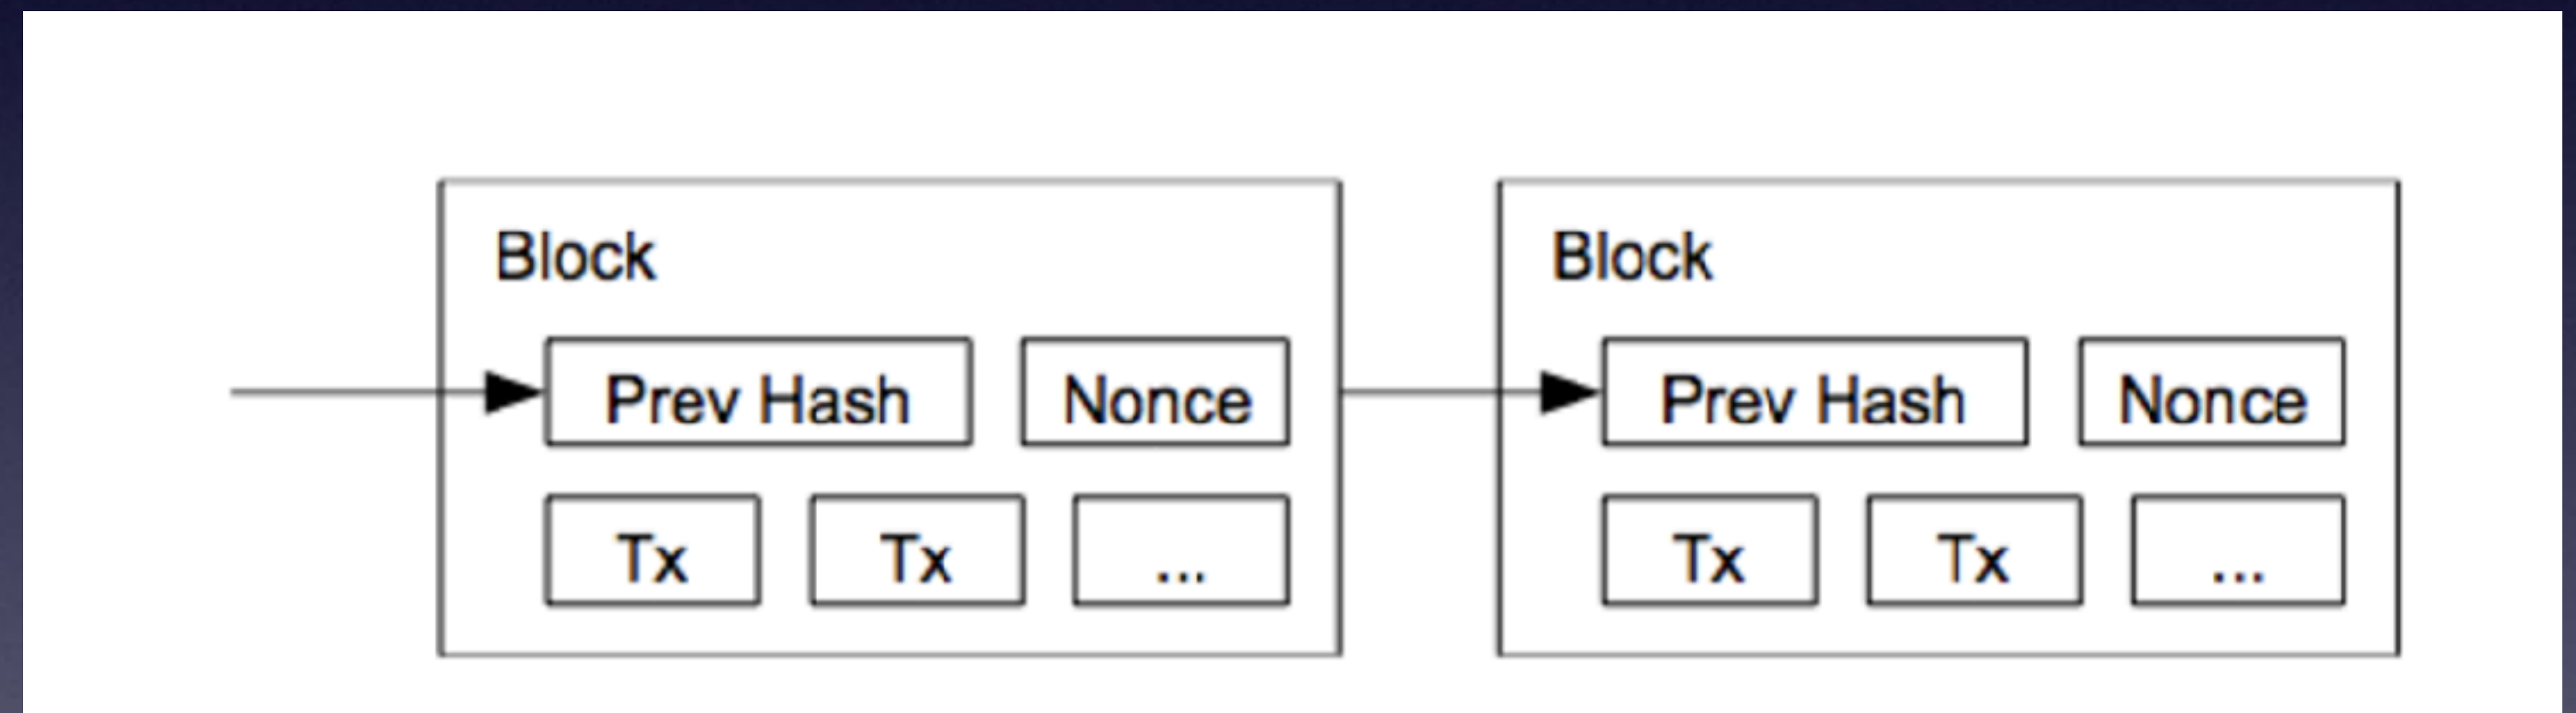 Block
Prev Hash Nonce
Tx Tx ...
Block
Prev Hash Nonce
Tx Tx ...